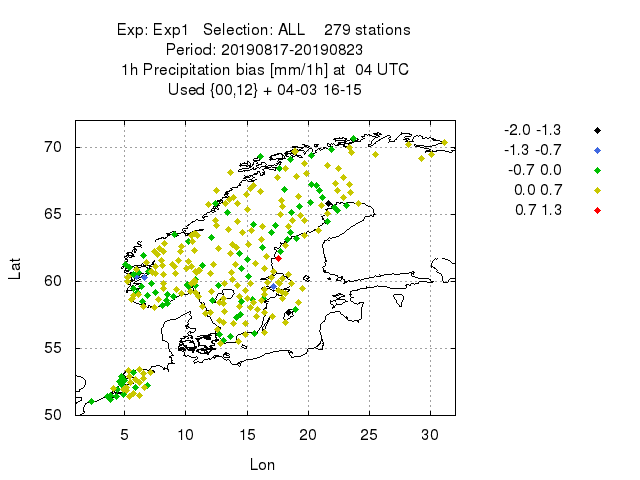 Exp: Exp1   Selection: ALL    279 stations
Period: 20190817-20190823
1h Precipitation bias [mm/1h] at  04 UTC
Used {00,12} + 04-03 16-15
-2.0 -1.3
-1.3 -0.7
-0.7 0.0
0.0 0.7
0.7 1.3
70
65
60
55
50
Lat
5 10 15 20 25 30
Lon